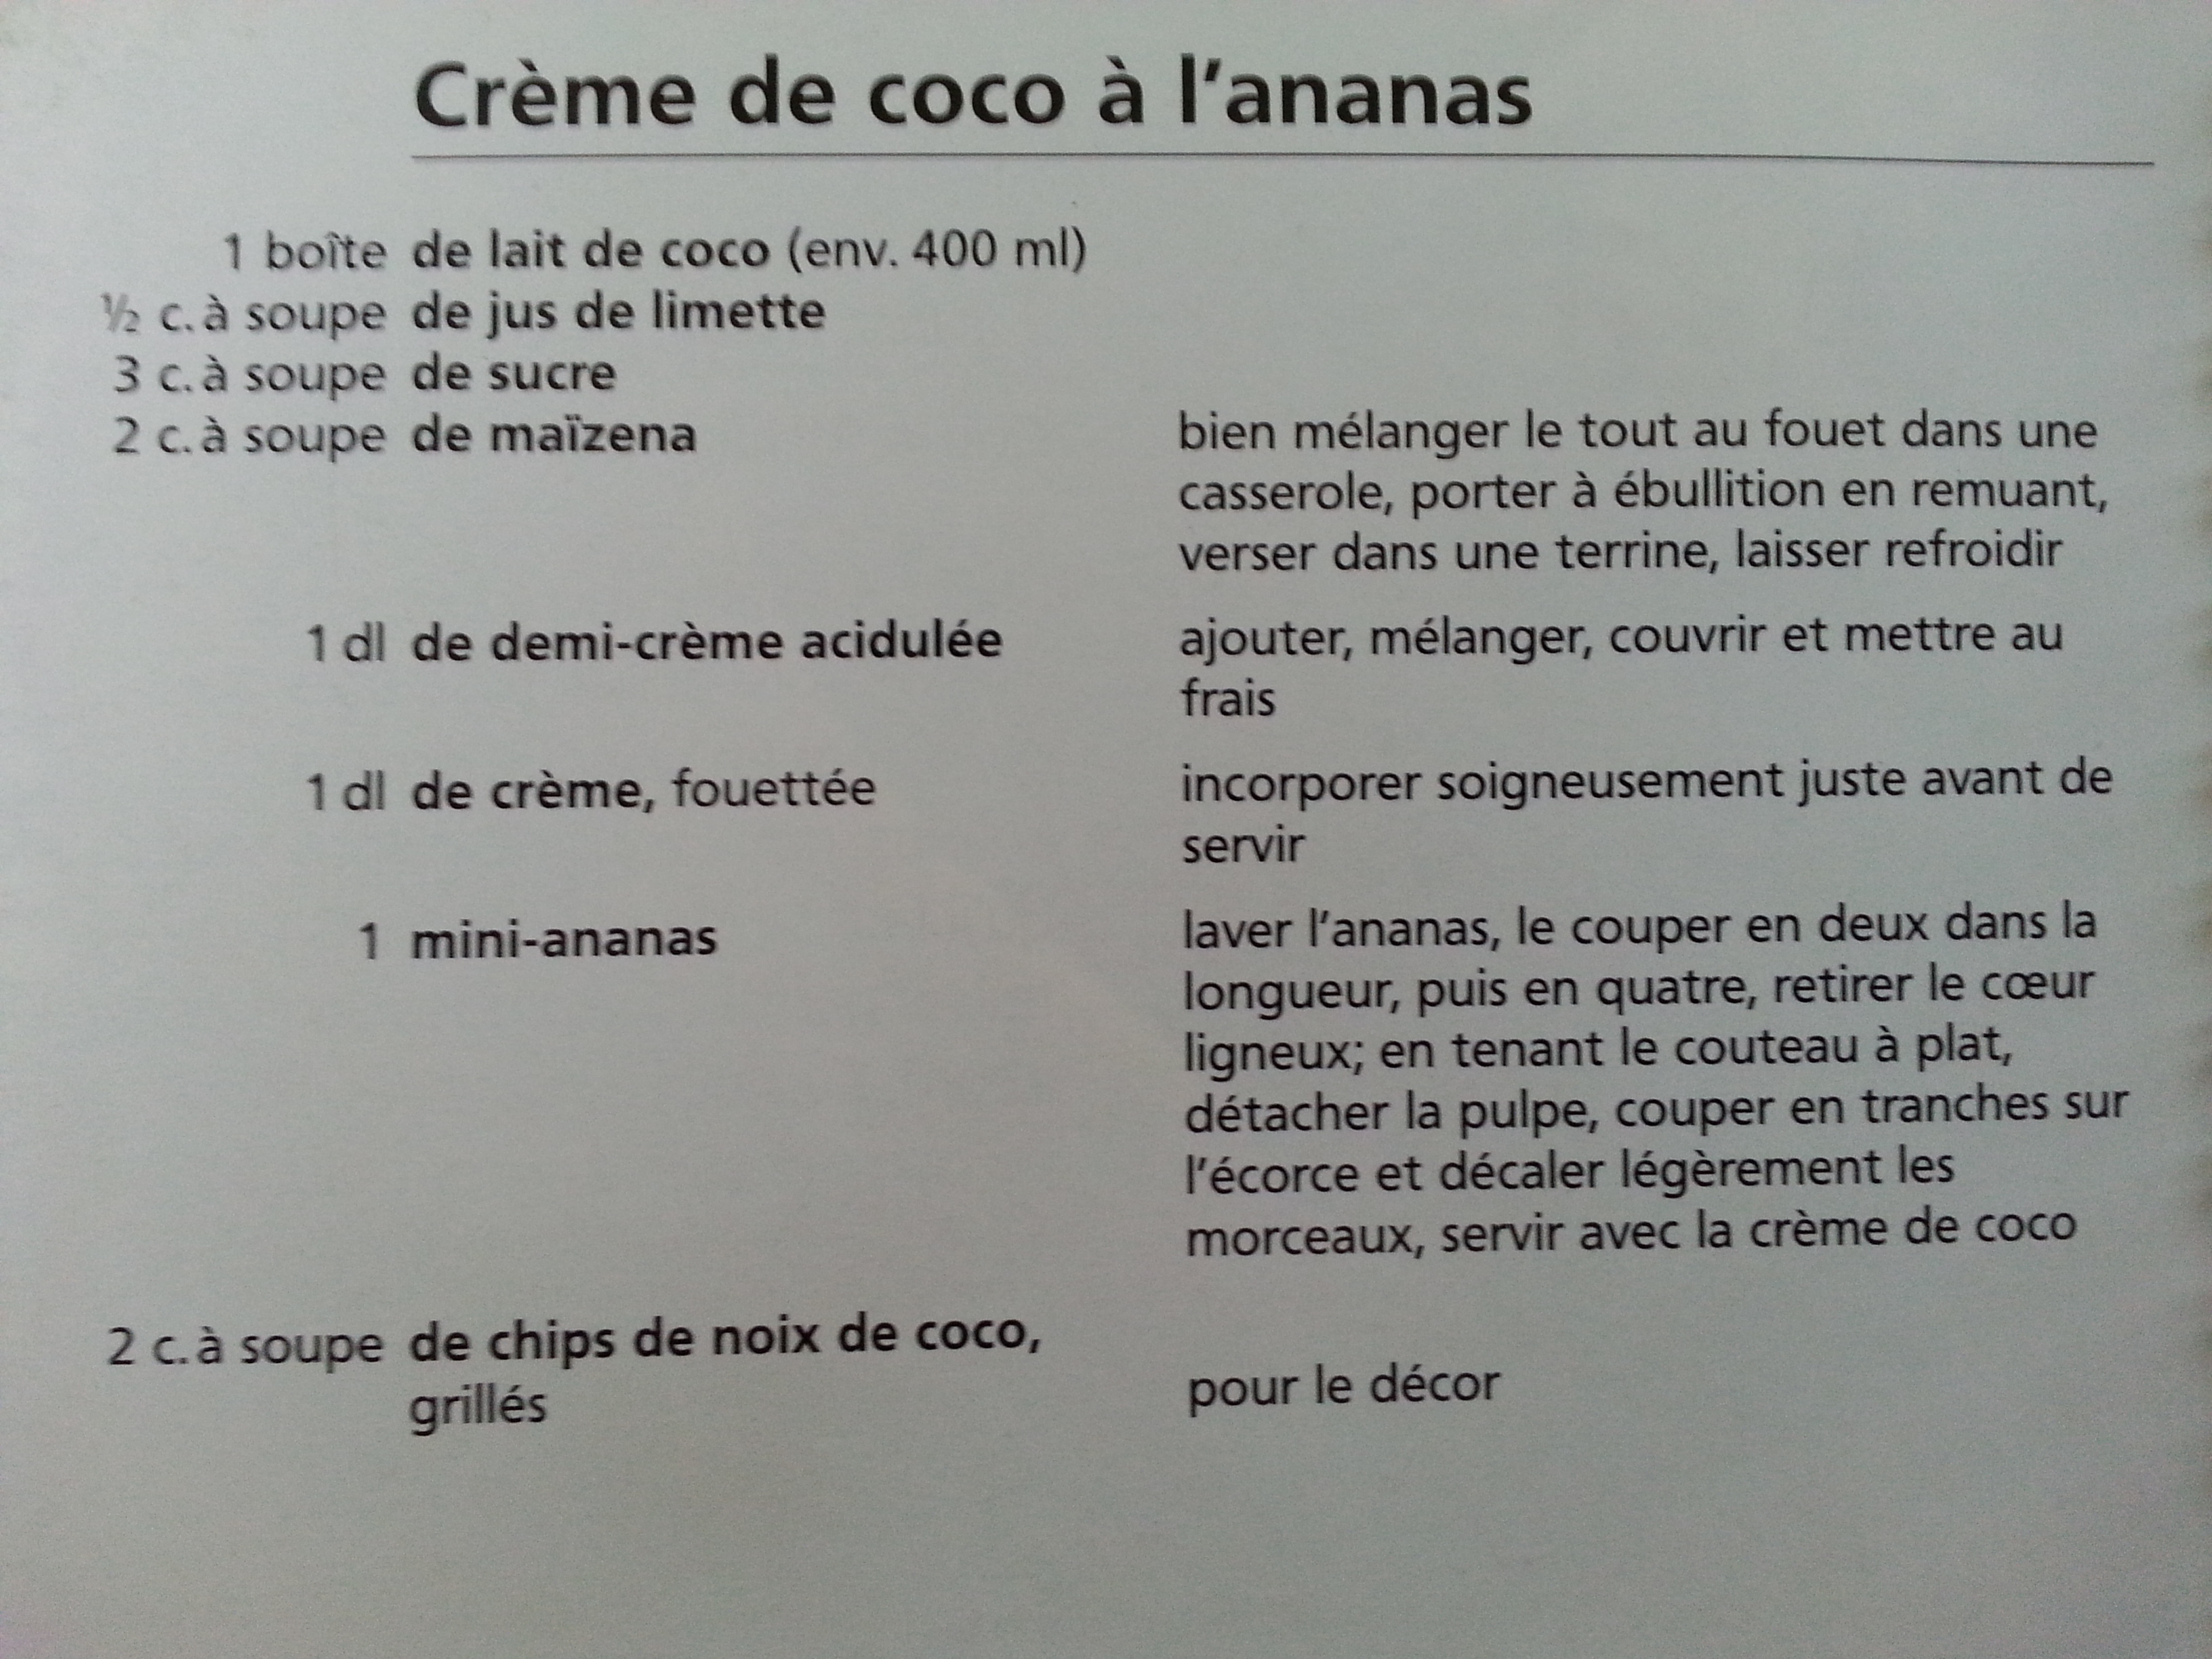 Crème de coco à l'ananas
1 boîte de lait de coco (env. 400 ml)
½ c.à soupe de jus de limette
3 c.à soupe de sucre
2 c.à soupe de maïzena
bien mélanger le tout au fouet dans une
casserole, porter à ébullition en remuant,
verser dans une terrine, laisser refroidir
1 dl de demi-crème acidulée
ajouter, mélanger, couvrir et mettre au
frais
1 dl de crème, fouettée
incorporer soigneusement juste avant de
servir
1 mini-ananas
laver l'ananas, le couper en deux dans la
longueur, puis en quatre, retirer le cœur
ligneux; en tenant le couteau à plat,
détacher la pulpe, couper en tranches sur
l'écorce et décaler légèrement les
morceaux, servir avec la crème de coco
2 c.à soupe de chips de noix de coco,
grillés
pour le décor